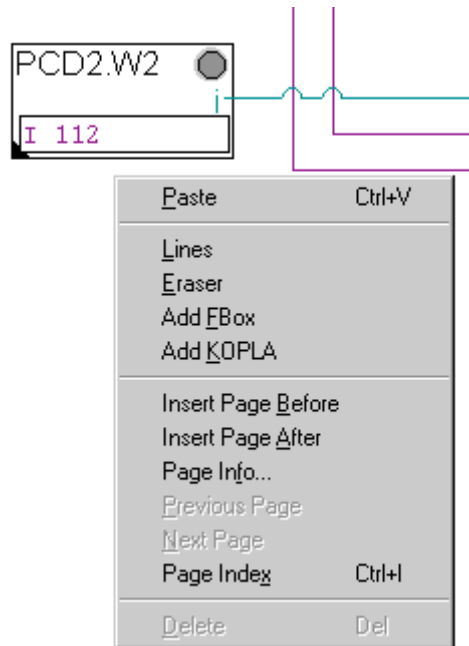 PCD2.W2
i
I 112
Paste Ctrl+V
Lines
Eraser
Add FBox
Add KOPLA
Insert Page Before
Insert Page After
Page Info...
Previous Page
Next Page
Page Index Ctrl+I
Delete Del